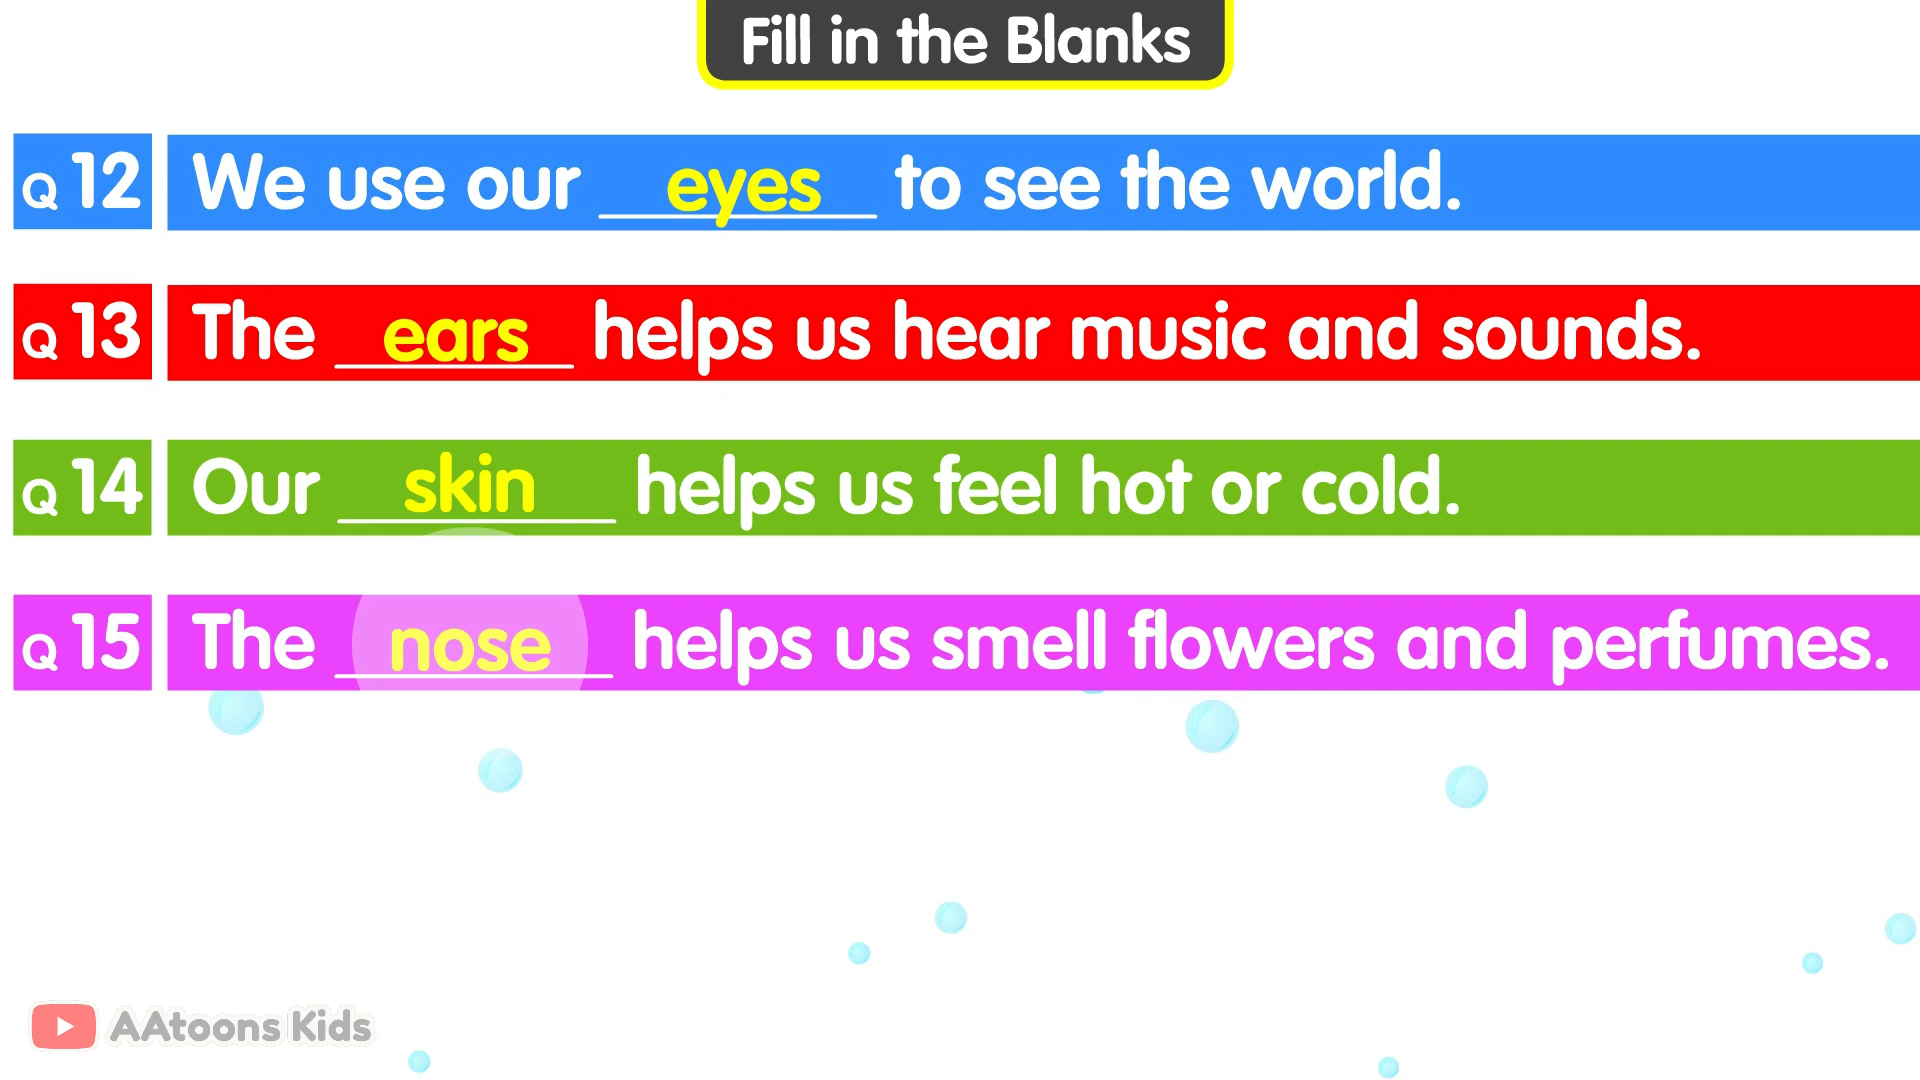 Fill in the Blanks
Q 12 We use our eyes to see the world.
Q 13 The ears helps us hear music and sounds.
Q 14 Our skin helps us feel hot or cold.
Q 15 The nose helps us smell flowers and perfumes.
AAtoons Kids